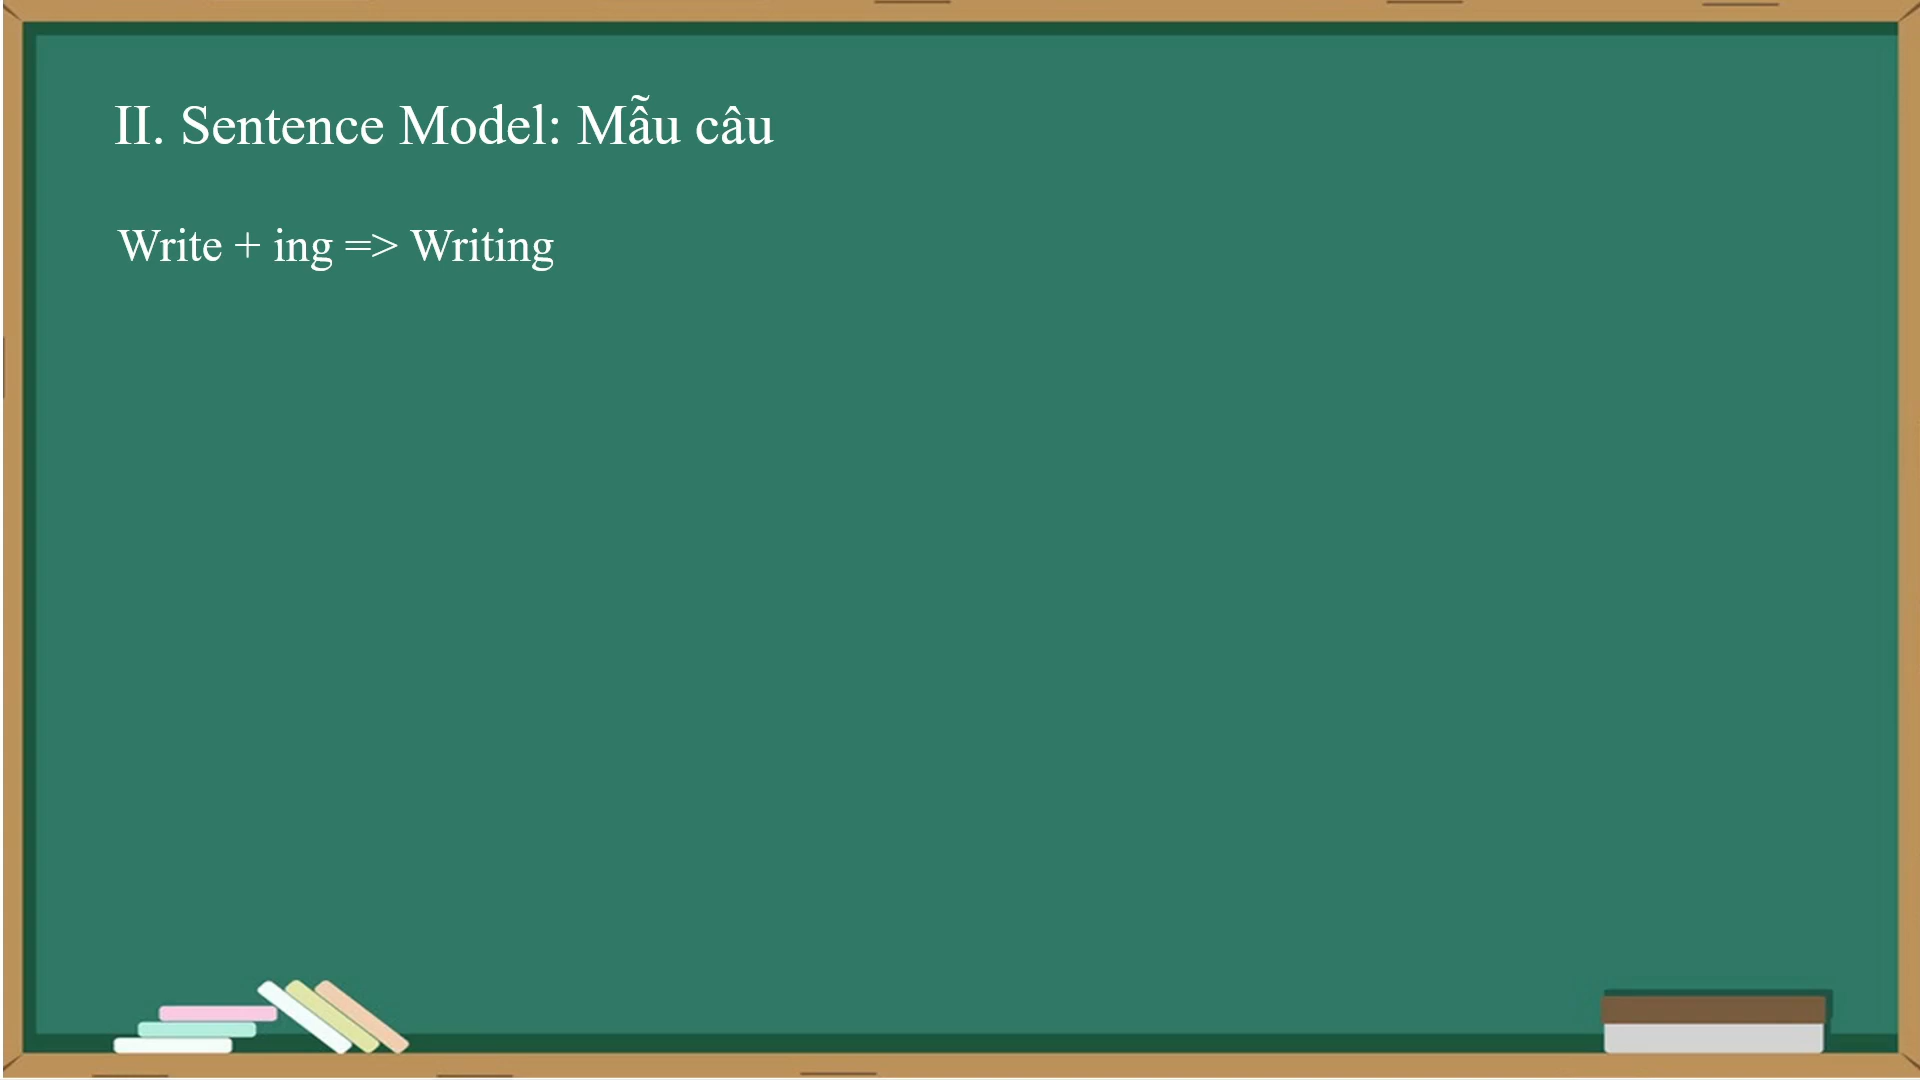 II. Sentence Model: Mẫu câu
Write + ing => Writing